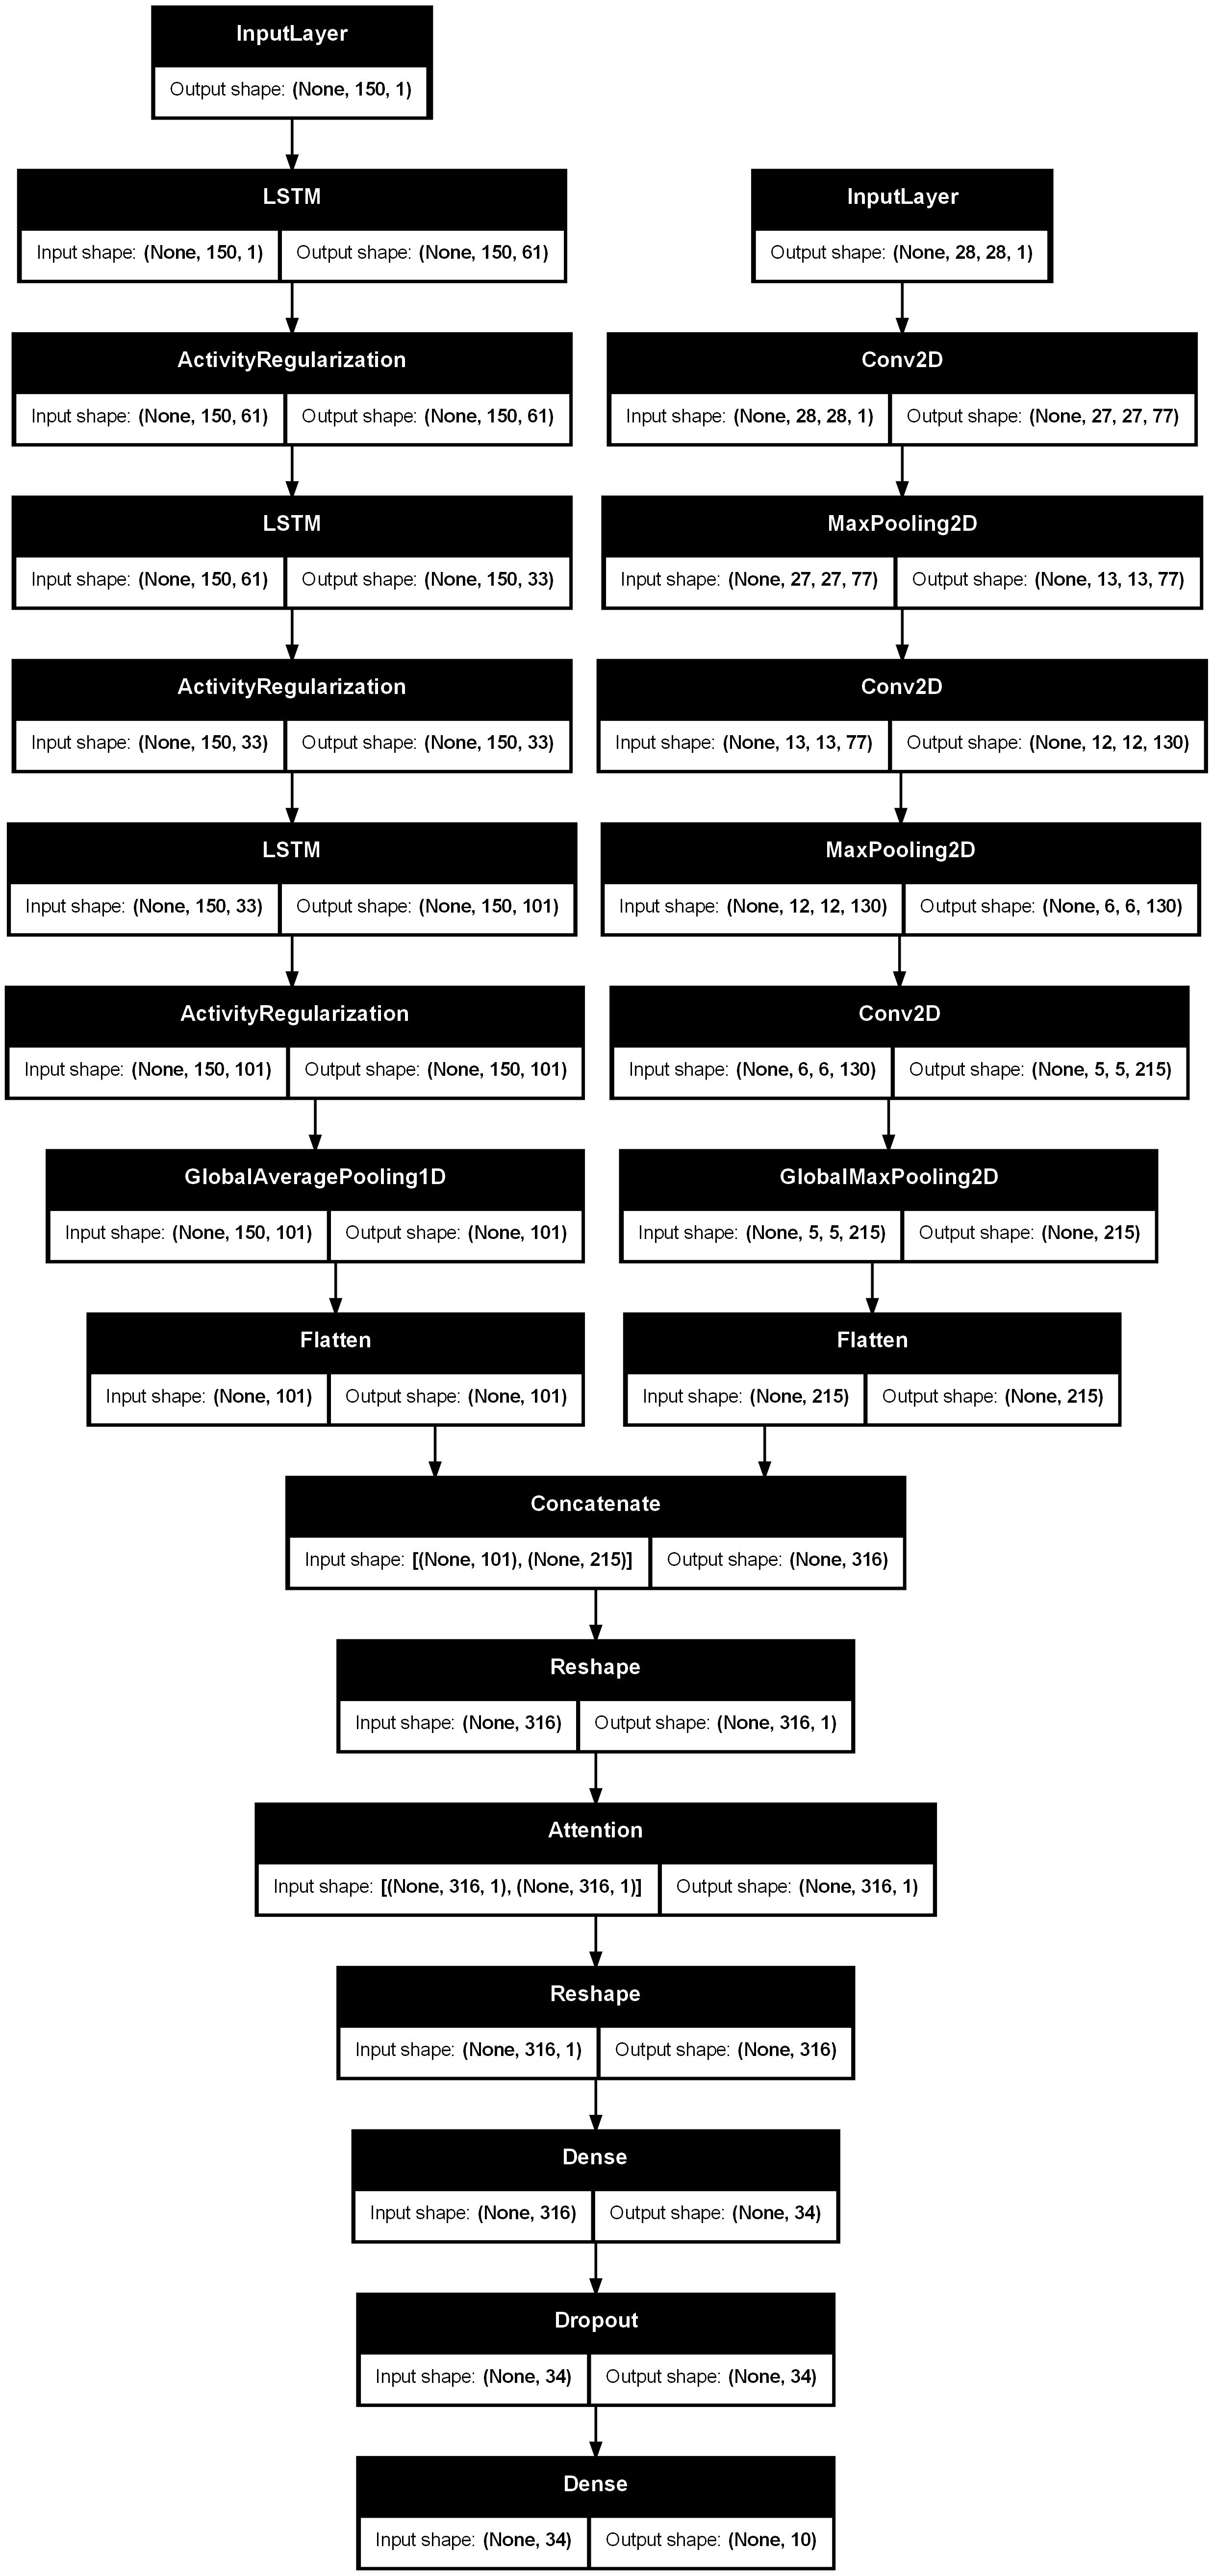 InputLayer
Output shape: (None, 150, 1)
LSTM
Input shape: (None, 150, 1) Output shape: (None, 150, 61)
ActivityRegularization
Input shape: (None, 150, 61) Output shape: (None, 150, 61)
LSTM
Input shape: (None, 150, 61) Output shape: (None, 150, 33)
ActivityRegularization
Input shape: (None, 150, 33) Output shape: (None, 150, 33)
LSTM
Input shape: (None, 150, 33) Output shape: (None, 150, 101)
ActivityRegularization
Input shape: (None, 150, 101) Output shape: (None, 150, 101)
GlobalAveragePooling1D
Input shape: (None, 150, 101) Output shape: (None, 101)
Flatten
Input shape: (None, 101) Output shape: (None, 101)
InputLayer
Output shape: (None, 28, 28, 1)
Conv2D
Input shape: (None, 28, 28, 1) Output shape: (None, 27, 27, 77)
MaxPooling2D
Input shape: (None, 27, 27, 77) Output shape: (None, 13, 13, 77)
Conv2D
Input shape: (None, 13, 13, 77) Output shape: (None, 12, 12, 130)
MaxPooling2D
Input shape: (None, 12, 12, 130) Output shape: (None, 6, 6, 130)
Conv2D
Input shape: (None, 6, 6, 130) Output shape: (None, 5, 5, 215)
GlobalMaxPooling2D
Input shape: (None, 5, 5, 215) Output shape: (None, 215)
Flatten
Input shape: (None, 215) Output shape: (None, 215)
Concatenate
Input shape: [(None, 101), (None, 215)] Output shape: (None, 316)
Reshape
Input shape: (None, 316) Output shape: (None, 316, 1)
Attention
Input shape: [(None, 316, 1), (None, 316, 1)] Output shape: (None, 316, 1)
Reshape
Input shape: (None, 316, 1) Output shape: (None, 316)
Dense
Input shape: (None, 316) Output shape: (None, 34)
Dropout
Input shape: (None, 34) Output shape: (None, 34)
Dense
Input shape: (None, 34) Output shape: (None, 10)